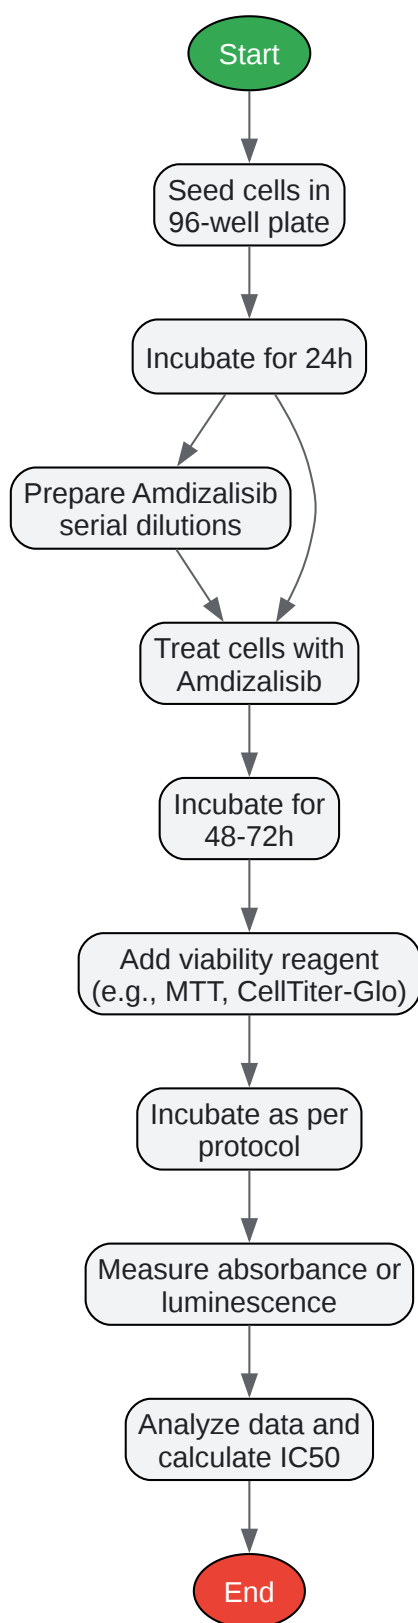 Start
Seed cells in
96-well plate
Incubate for 24h
Prepare Amdizalisib
serial dilutions
Treat cells with
Amdizalisib
Incubate for
48-72h
Add viability reagent
(e.g., MTT, CellTiter-Glo)
Incubate as per
protocol
Measure absorbance or
luminescence
Analyze data and
calculate IC50
End